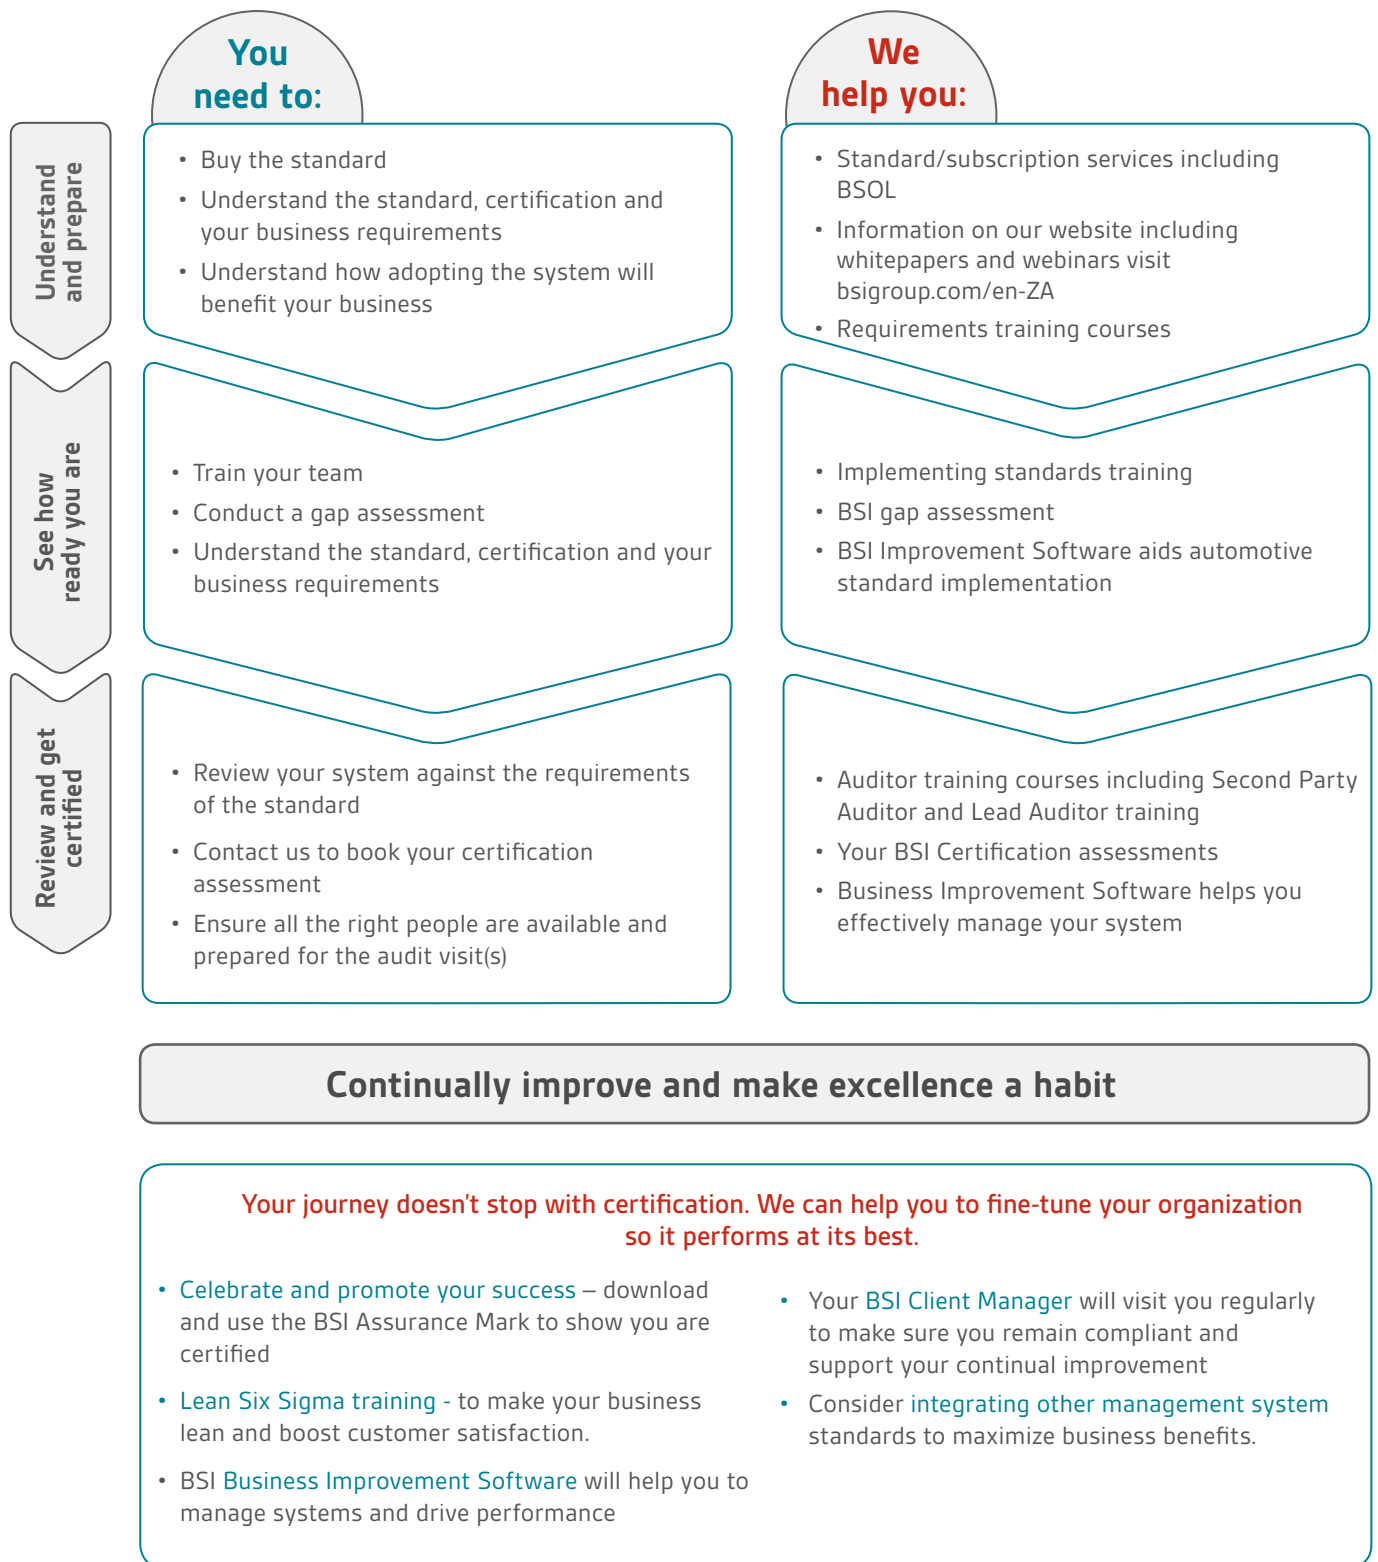 You
need to:
We
help you:
Understand
and prepare
• Buy the standard
• Understand the standard, certification and
your business requirements
• Understand how adopting the system will
benefit your business
• Standard/subscription services including
BSOL
• Information on our website including
whitepapers and webinars visit
bsigroup.com/en-ZA
• Requirements training courses
See how
ready you are
• Train your team
• Conduct a gap assessment
• Understand the standard, certification and your
business requirements
• Implementing standards training
• BSI gap assessment
• BSI Improvement Software aids automotive
standard implementation
Review and get
certified
• Review your system against the requirements
of the standard
• Contact us to book your certification
assessment
• Ensure all the right people are available and
prepared for the audit visit(s)
• Auditor training courses including Second Party
Auditor and Lead Auditor training
• Your BSI Certification assessments
• Business Improvement Software helps you
effectively manage your system
Continually improve and make excellence a habit
Your journey doesn't stop with certification. We can help you to fine-tune your organization
so it performs at its best.
• Celebrate and promote your success – download
and use the BSI Assurance Mark to show you are
certified
• Lean Six Sigma training - to make your business
lean and boost customer satisfaction.
• BSI Business Improvement Software will help you to
manage systems and drive performance
• Your BSI Client Manager will visit you regularly
to make sure you remain compliant and
support your continual improvement
• Consider integrating other management system
standards to maximize business benefits.